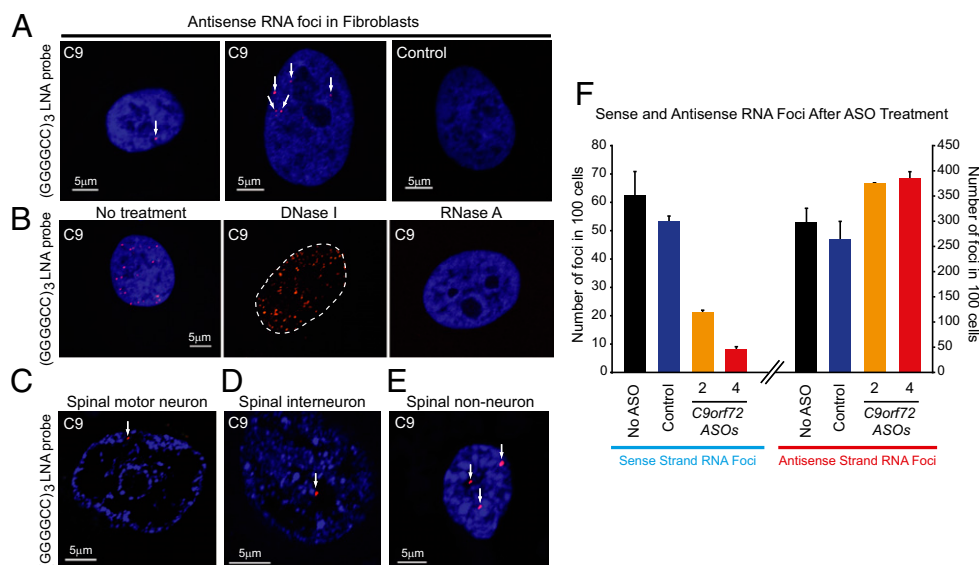 A
Antisense RNA foci in Fibroblasts
(GGGGCC)3 LNA probe
C9
5µm
C9
5µm
Control
5µm
B
No treatment
DNase I
RNase A
(GGGGCC)3 LNA probe
C9
5µm
C9
C9
C
D
E
Spinal motor neuron
Spinal interneuron
Spinal non-neuron
GGGGCC)3 LNA probe
C9
5µm
C9
5µm
C9
5µm
F
Sense and Antisense RNA Foci After ASO Treatment
Number of foci in 100 cells
80
70
60
50
40
30
20
10
0
450
400
350
300
250
200
150
100
50
0
Number of foci in 100 cells
No ASO
Control
2
4
C9orf72
ASOs
No ASO
Control
2
4
C9orf72
ASOs
Sense Strand RNA Foci
Antisense Strand RNA Foci